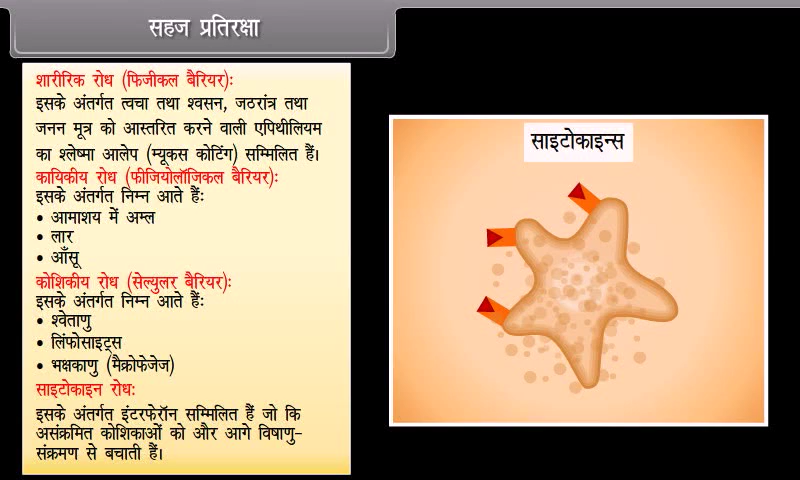 सहज प्रतिरक्षा
शारीरिक रोध (फिजीकल बैरियर):
इसके अंतर्गत त्वचा तथा श्वसन, जठरांत्र तथा
जनन मूत्र को आस्तरित करने वाली एपिथीलियम
का श्लेष्मा आलेप (म्यूकस कोटिंग) सम्मिलित हैं।
कायिकीय रोध (फीजियोलॉजिकल बैरियर):
इसके अंतर्गत निम्न आते हैं:
• आमाशय में अम्ल
• लार
• आँसू
कोशिकीय रोध (सेल्युलर बैरियर):
इसके अंतर्गत निम्न आते हैं:
• श्वेताणु
• लिंफोसाइट्स
• भक्षकाणु (मैक्रोफेजेज)
साइटोकाइन रोध:
इसके अंतर्गत इंटरफेरॉन सम्मिलित हैं जो कि
असंक्रमित कोशिकाओं को और आगे विषाणु-
संक्रमण से बचाती हैं।
साइटोकाइन्स